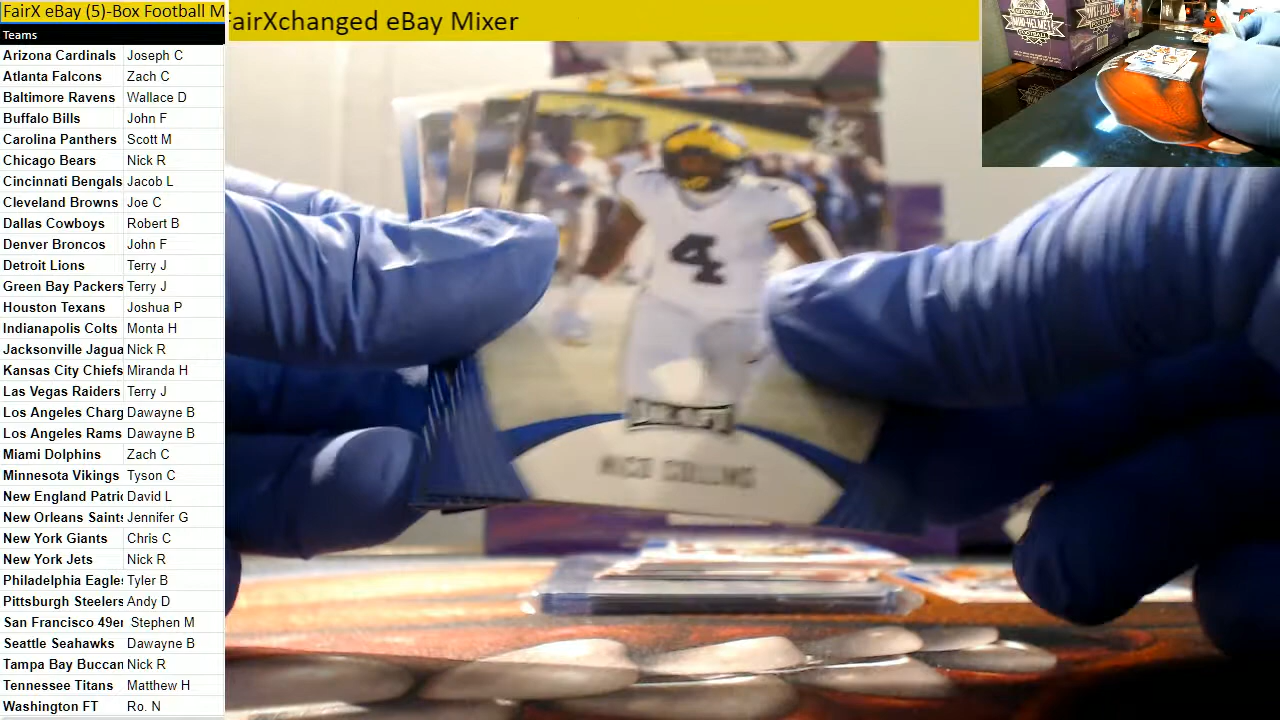 FairX eBay (5)-Box Football M
airXchanged eBay Mixer
Teams
Arizona Cardinals Joseph C
Atlanta Falcons Zach C
Baltimore Ravens Wallace D
Buffalo Bills John F
Carolina Panthers Scott M
Chicago Bears Nick R
Cincinnati Bengals Jacob L
Cleveland Browns Joe C
Dallas Cowboys Robert B
Denver Broncos John F
Detroit Lions Terry J
Green Bay Packers Terry J
Houston Texans Joshua P
Indianapolis Colts Monta H
Jacksonville Jagua Nick R
Kansas City Chiefs Miranda H
Las Vegas Raiders Terry J
Los Angeles Charg Dawayne B
Los Angeles Rams Dawayne B
Miami Dolphins Zach C
Minnesota Vikings Tyson C
New England Patri David L
New Orleans Saints Jennifer G
New York Giants Chris C
New York Jets Nick R
Philadelphia Eagle Tyler B
Pittsburgh Steelers Andy D
San Francisco 49er Stephen M
Seattle Seahawks Dawayne B
Tampa Bay Buccan Nick R
Tennessee Titans Matthew H
Washington FT Ro. N
4
NICO COLLINS
MINI-HELMET
FOOTBALL